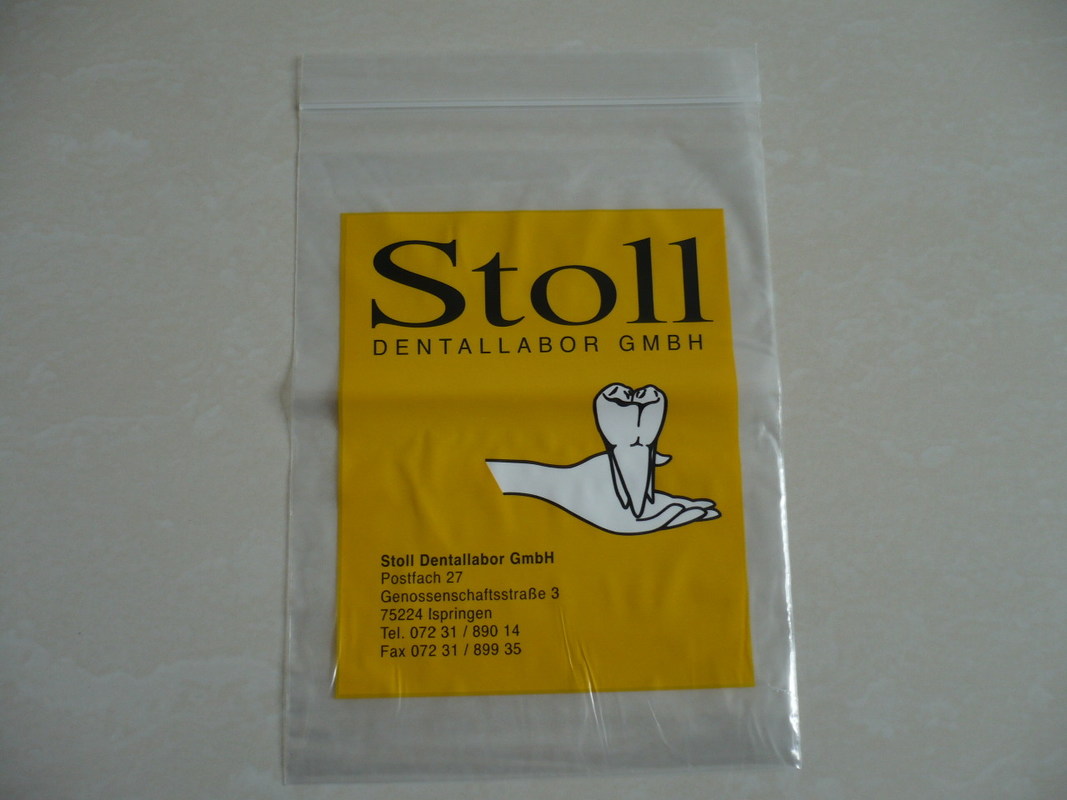 Stoll
DENTALLABOR GMBH
Stoll Dentallabor GmbH
Postfach 27
Genossenschaftsstraße 3
75224 Ispringen
Tel. 072 31 / 890 14
Fax 072 31 / 899 35